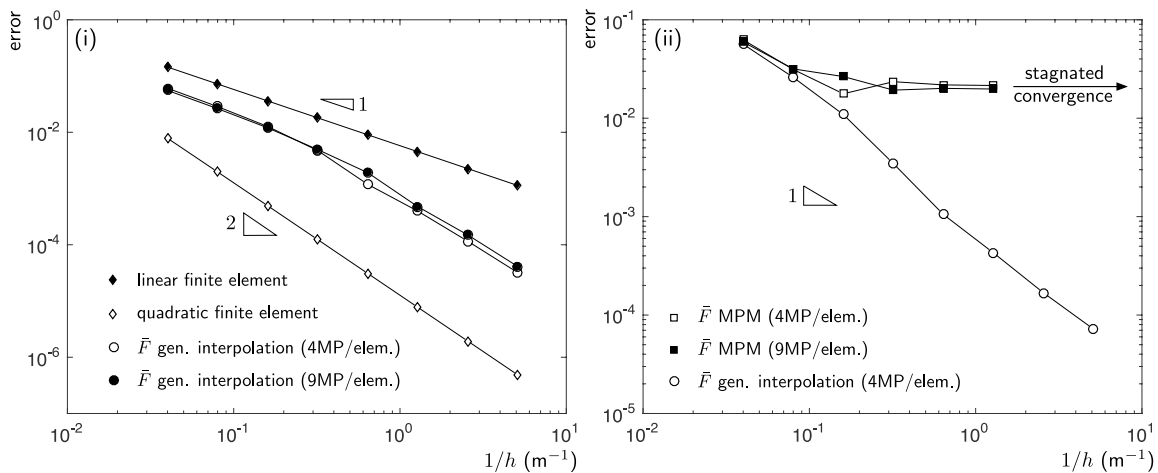 error
(i)
10^0
10^{-2}
10^{-4}
10^{-6}
1
2
linear finite element
quadratic finite element
F̄ gen. interpolation (4MP/elem.)
F̄ gen. interpolation (9MP/elem.)
10^{-2}
10^{-1}
10^0
10^1
1/h (m^{-1})
error
(ii)
10^{-1}
10^{-2}
10^{-3}
10^{-4}
10^{-5}
stagnated
convergence
1
F̄ MPM (4MP/elem.)
F̄ MPM (9MP/elem.)
F̄ gen. interpolation (4MP/elem.)
10^{-2}
10^{-1}
10^0
10^1
1/h (m^{-1})